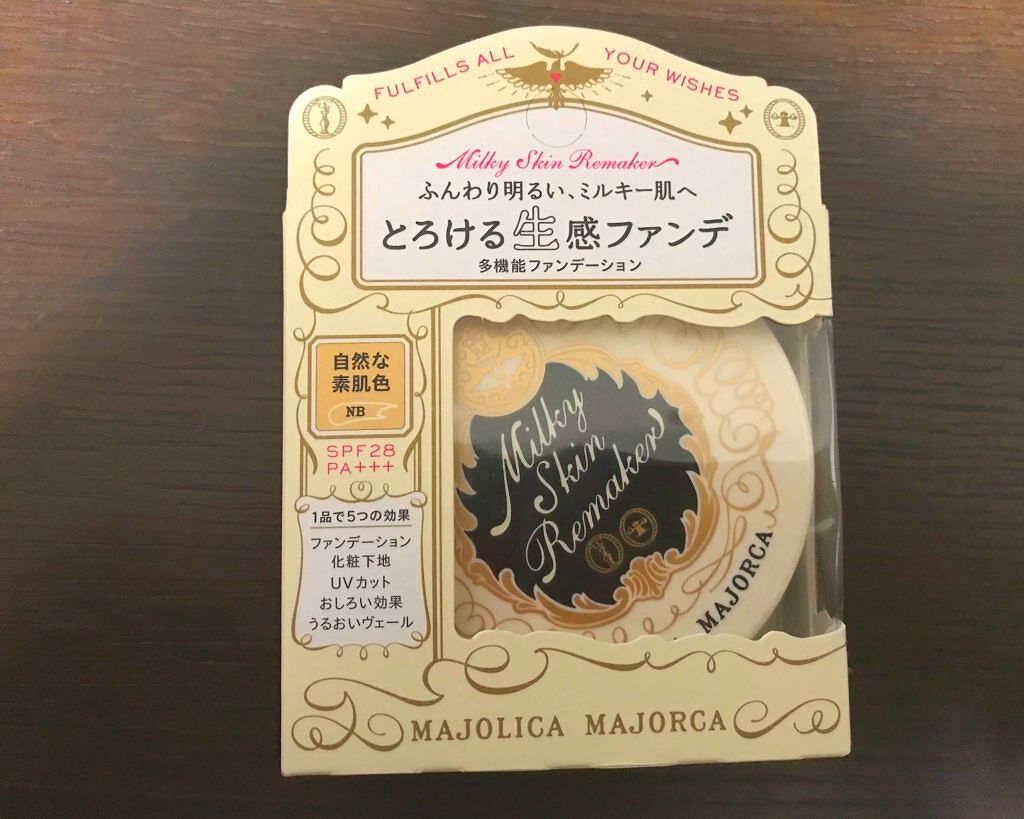 FULFILLS ALL YOUR WISHES
Milky Skin Remaker
ふんわり明るい、ミルキー肌へ
とろける生感ファンデ
多機能ファンデーション
自然な
素肌色
NB
SPF28
PA+++
1品で5つの効果
ファンデーション
化粧下地
UVカット
おしろい効果
うるおいヴェール
Milky
Skin
Remaker
MAJORCA
MAJOLICA MAJORCA